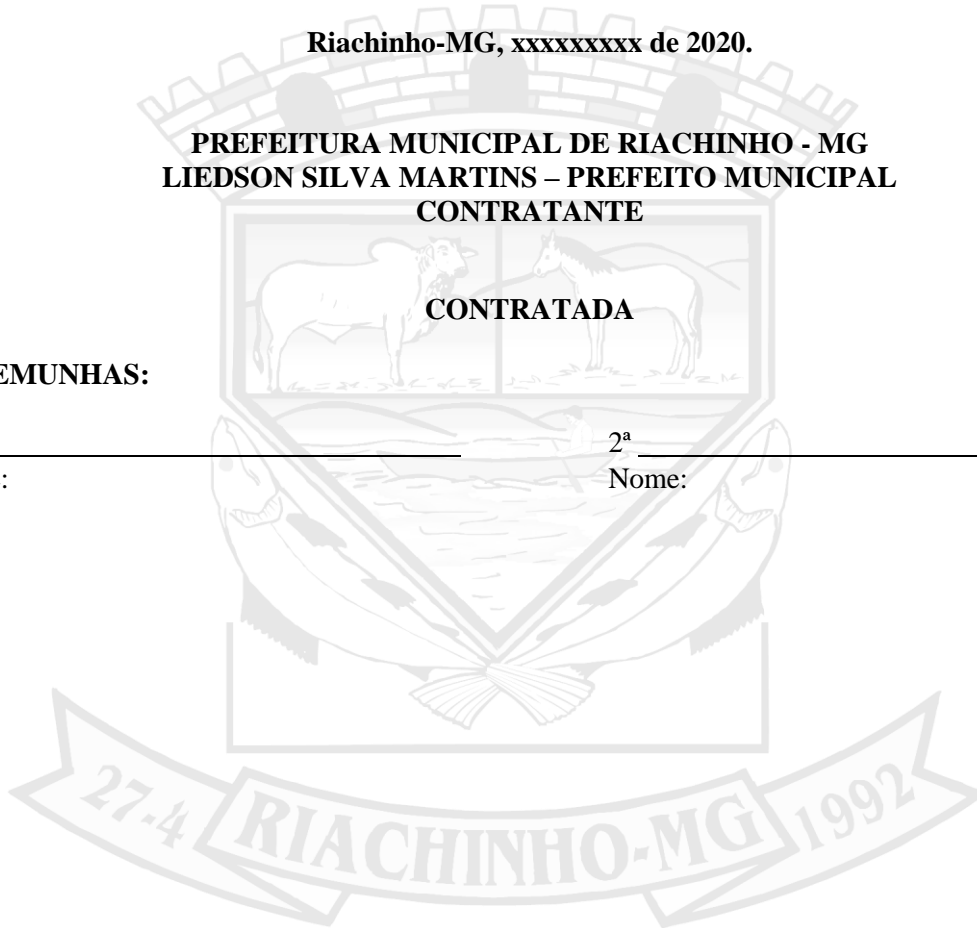 Riachinho-MG, xxxxxxxxx de 2020.
PREFEITURA MUNICIPAL DE RIACHINHO - MG
LIEDSON SILVA MARTINS – PREFEITO MUNICIPAL
CONTRATANTE
CONTRATADA
EMUNHAS:
2ª
: Nome:
27-4 RIACHINHO-MG 1992